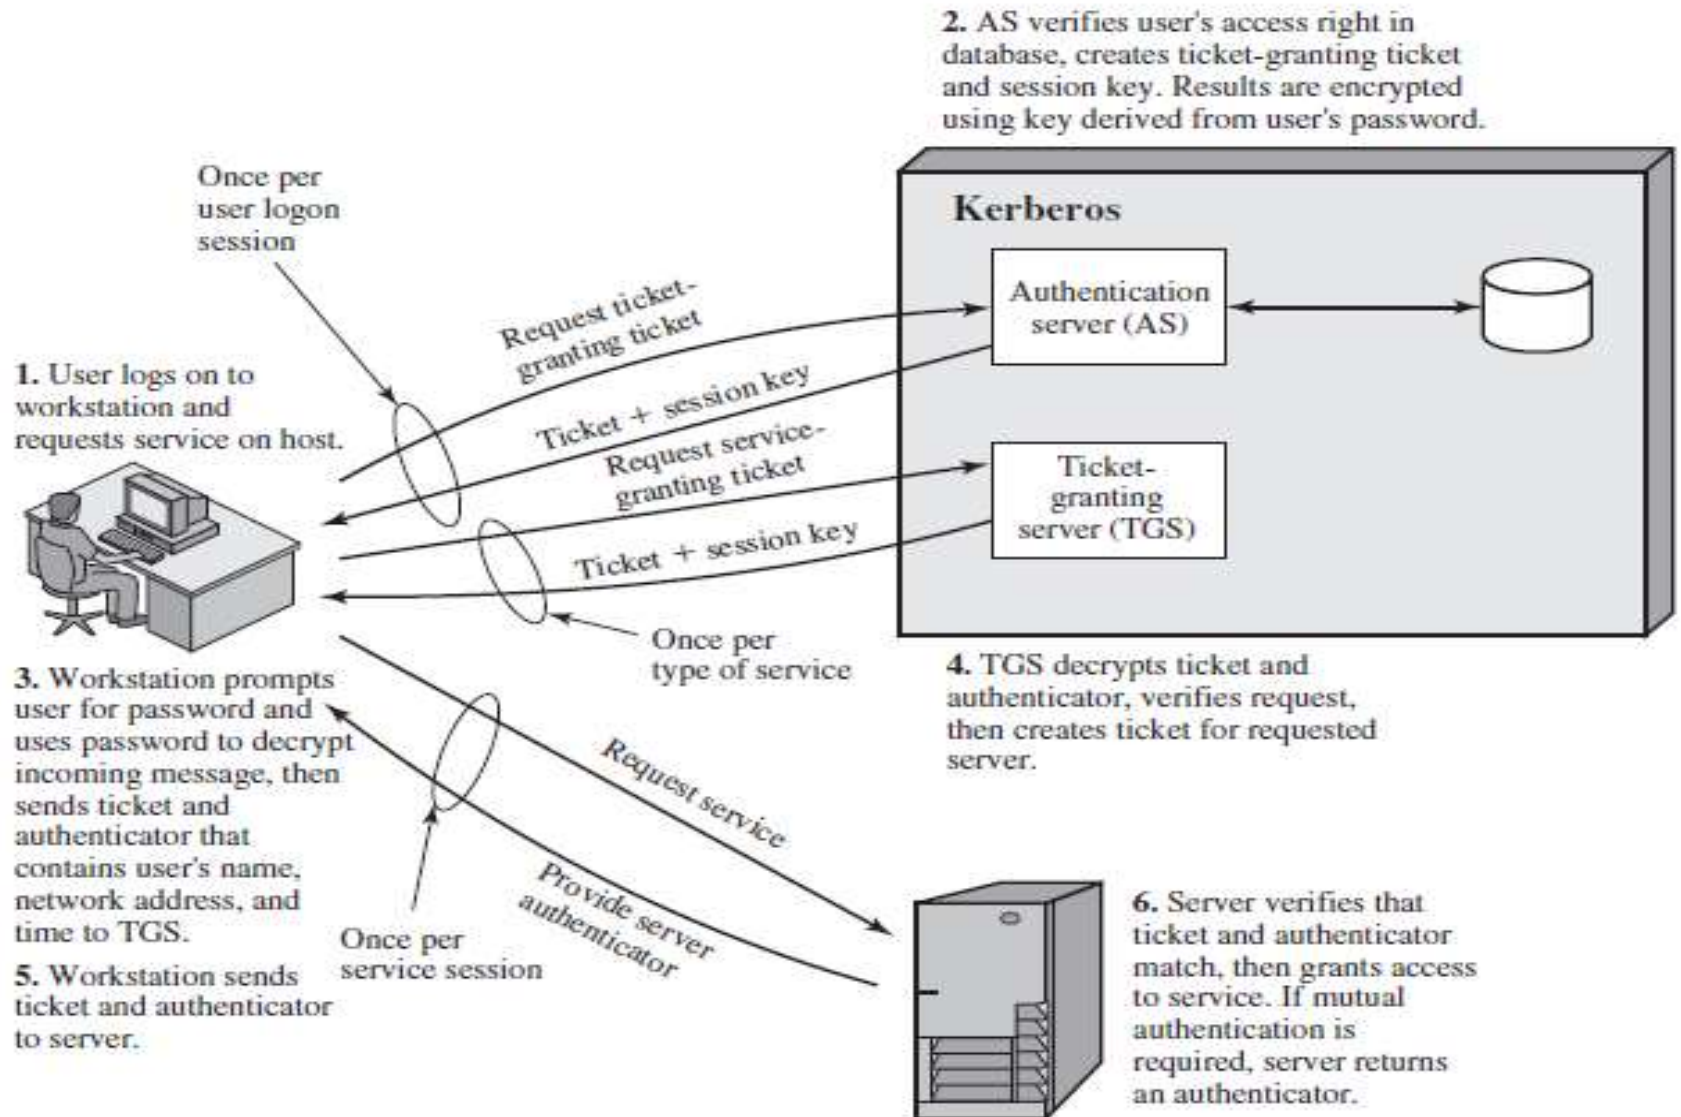 2. AS verifies user's access right in
database, creates ticket-granting ticket
and session key. Results are encrypted
using key derived from user's password.
Once per
user logon
session
Kerberos
Authentication
server (AS)
Request ticket-
granting ticket
1. User logs on to
workstation and
requests service on host.
Ticket + session key
Request service-
granting ticket
Ticket-
granting
server (TGS)
Ticket + session key
Once per
type of service
3. Workstation prompts
user for password and
uses password to decrypt
incoming message, then
sends ticket and
authenticator that
contains user's name,
network address, and
time to TGS.
4. TGS decrypts ticket and
authenticator, verifies request,
then creates ticket for requested
server.
Request service
Provide server
authenticator
Once per
service session
5. Workstation sends
ticket and authenticator
to server.
6. Server verifies that
ticket and authenticator
match, then grants access
to service. If mutual
authentication is
required, server returns
an authenticator.